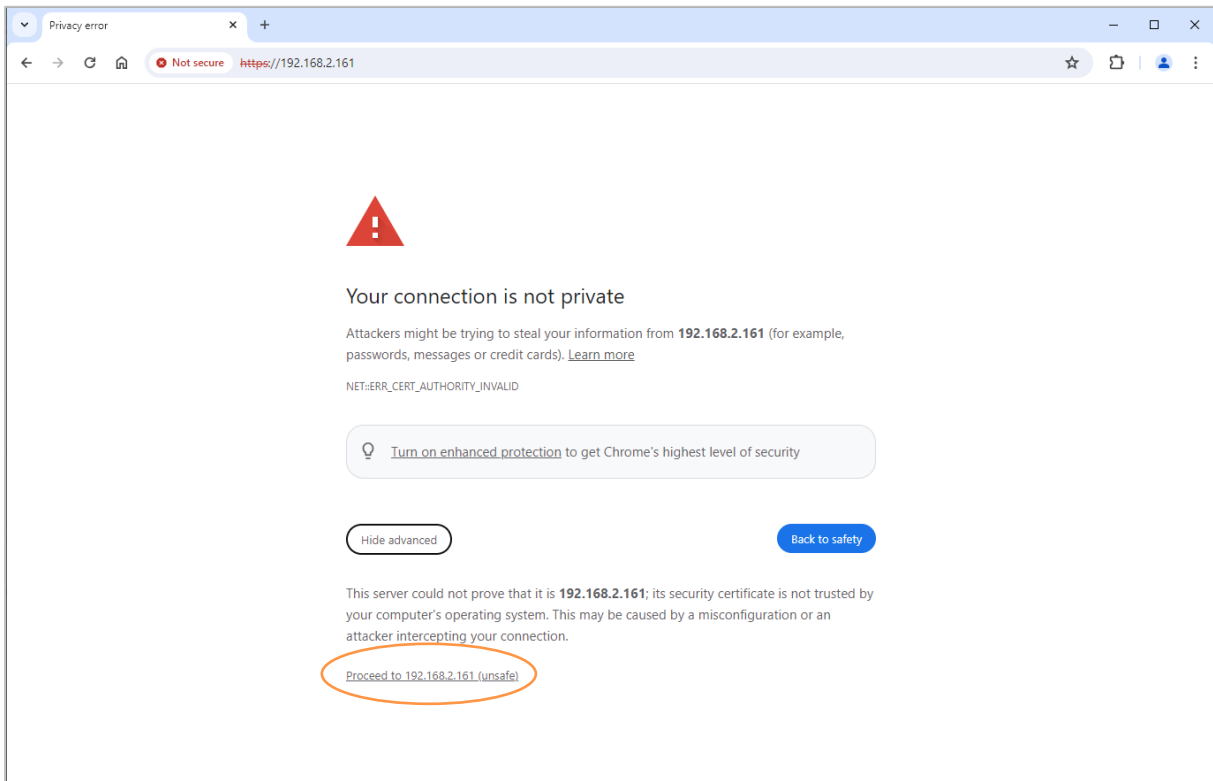 Privacy error
Not secure https://192.168.2.161
Your connection is not private
Attackers might be trying to steal your information from 192.168.2.161 (for example,
passwords, messages or credit cards). Learn more
NET::ERR_CERT_AUTHORITY_INVALID
Turn on enhanced protection to get Chrome's highest level of security
Hide advanced
Back to safety
This server could not prove that it is 192.168.2.161; its security certificate is not trusted by
your computer's operating system. This may be caused by a misconfiguration or an
attacker intercepting your connection.
Proceed to 192.168.2.161 (unsafe)